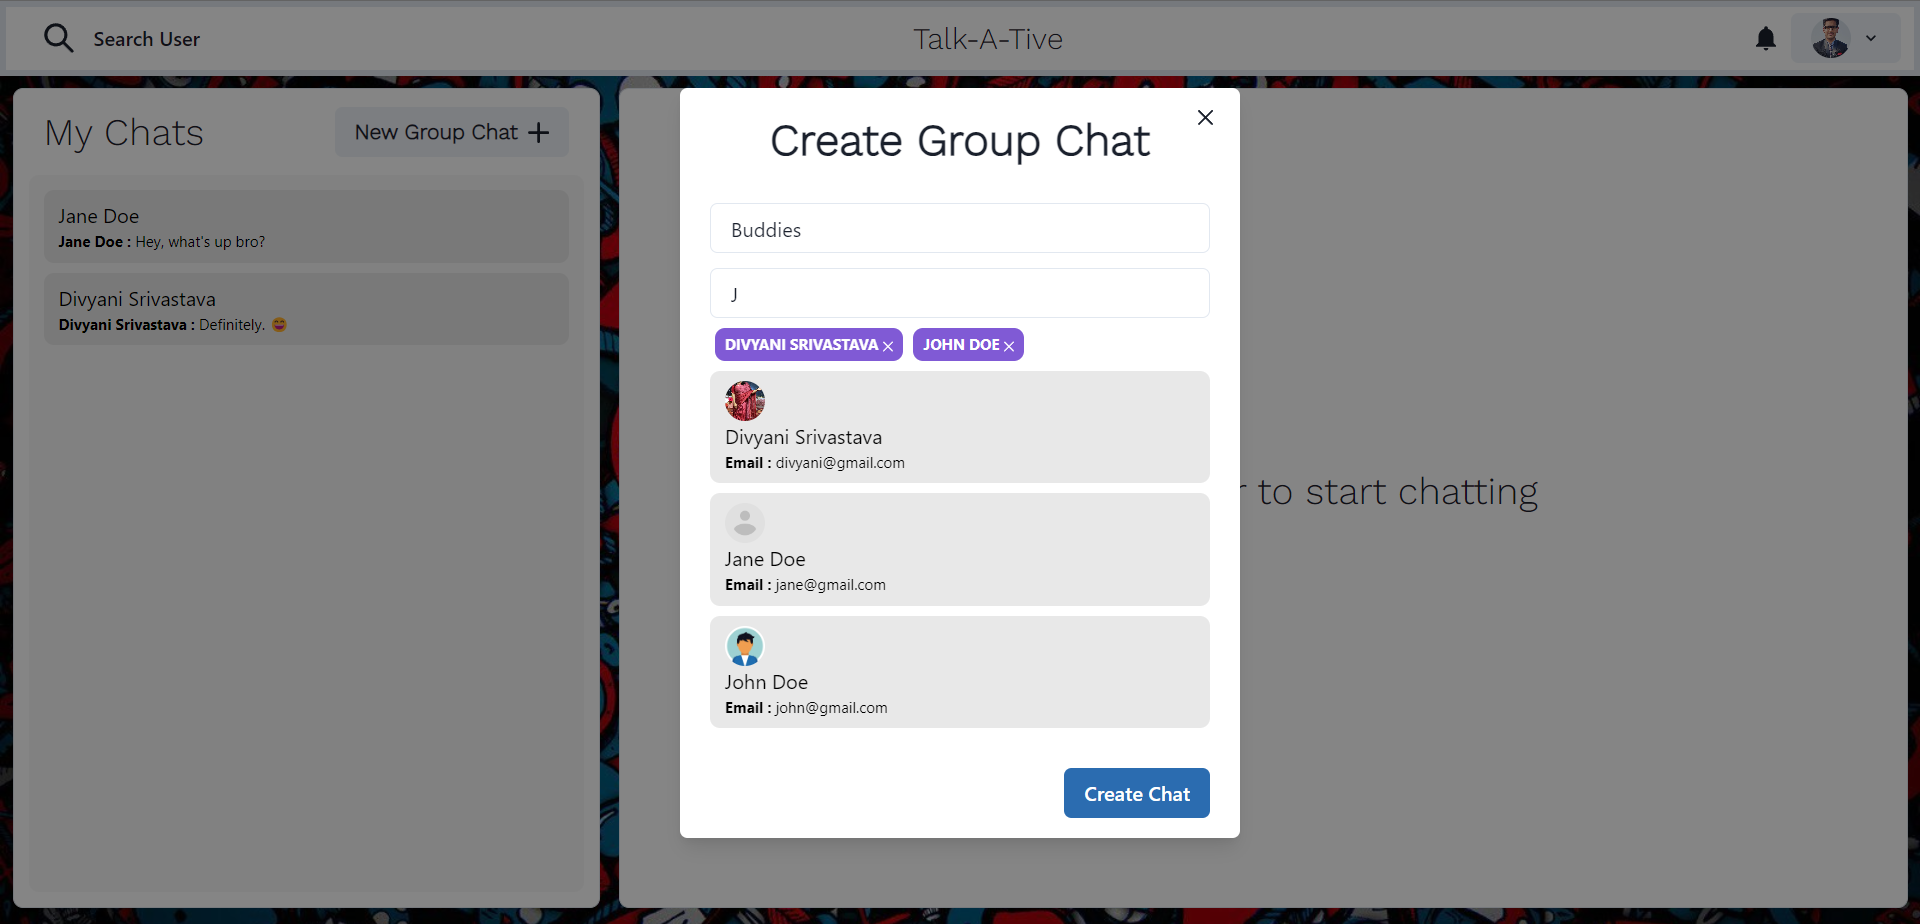 Search User
Talk-A-Tive
My Chats
New Group Chat
Jane Doe
Jane Doe : Hey, what's up bro?
Divyani Srivastava
Divyani Srivastava : Definitely. 😄
Create Group Chat
Buddies
J
DIVYANI SRIVASTAVA JOHN DOE
Divyani Srivastava
Email : divyani@gmail.com
Jane Doe
Email : jane@gmail.com
John Doe
Email : john@gmail.com
Create Chat
to start chatting